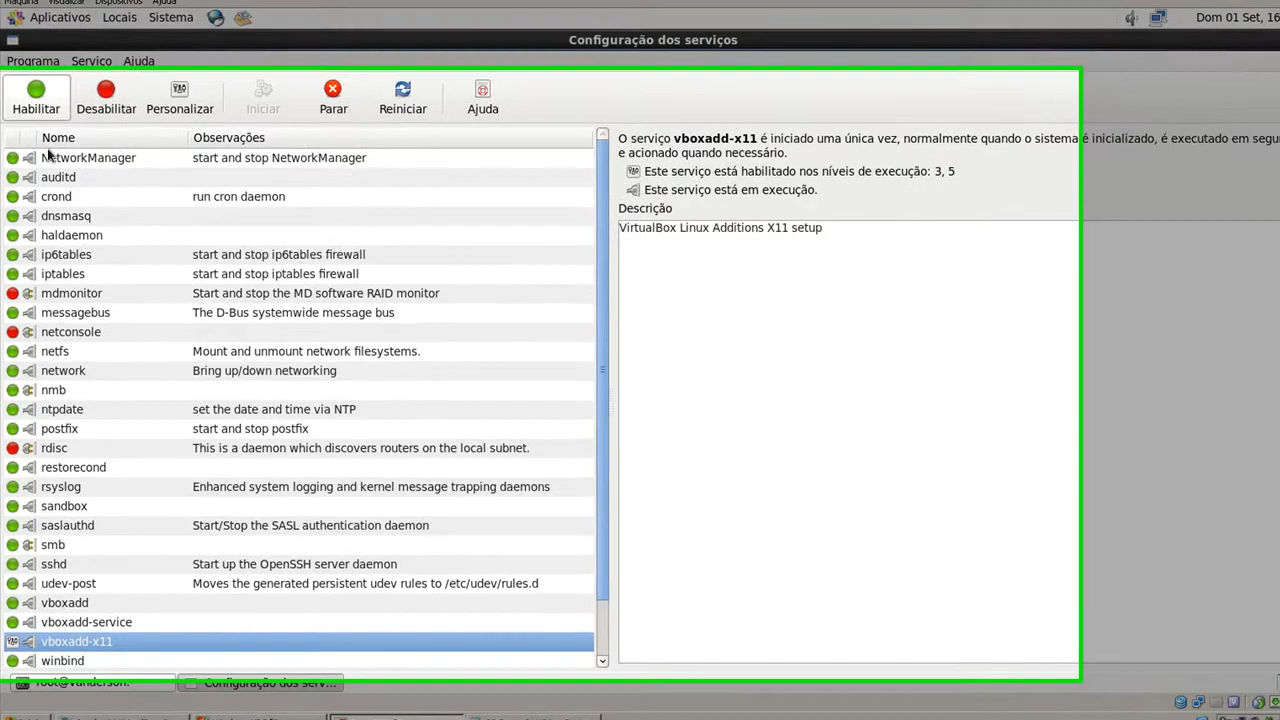 Máquina Visualizar Dispositivos Ajuda
Aplicativos Locais Sistema
Dom 01 Set, 16
Configuração dos serviços
Programa Serviço Ajuda
Habilitar Desabilitar Personalizar Iniciar Parar Reiniciar Ajuda
Nome Observações
NetworkManager start and stop NetworkManager
auditd
crond run cron daemon
dnsmasq
haldaemon
ip6tables start and stop ip6tables firewall
iptables start and stop iptables firewall
mdmonitor Start and stop the MD software RAID monitor
messagebus The D-Bus systemwide message bus
netconsole
netfs Mount and unmount network filesystems.
network Bring up/down networking
nmb
ntpdate set the date and time via NTP
postfix start and stop postfix
rdisc This is a daemon which discovers routers on the local subnet.
restorecond
rsyslog Enhanced system logging and kernel message trapping daemons
sandbox
saslauthd Start/Stop the SASL authentication daemon
smb
sshd Start up the OpenSSH server daemon
udev-post Moves the generated persistent udev rules to /etc/udev/rules.d
vboxadd
vboxadd-service
vboxadd-x11
winbind
O serviço vboxadd-x11 é iniciado uma única vez, normalmente quando o sistema é inicializado, é executado em segu
e acionado quando necessário.
Este serviço está habilitado nos níveis de execução: 3, 5
Este serviço está em execução.
Descrição
VirtualBox Linux Additions X11 setup
root@vanderson: Configuração dos serv...